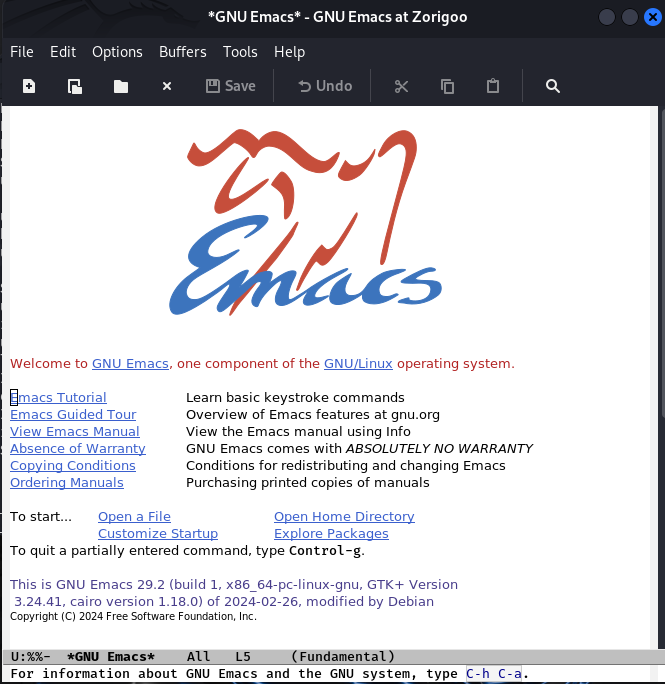 *GNU Emacs* - GNU Emacs at Zorigoo
File Edit Options Buffers Tools Help
Save Undo
Emacs
Welcome to GNU Emacs, one component of the GNU/Linux operating system.
Emacs Tutorial Learn basic keystroke commands
Emacs Guided Tour Overview of Emacs features at gnu.org
View Emacs Manual View the Emacs manual using Info
Absence of Warranty GNU Emacs comes with ABSOLUTELY NO WARRANTY
Copying Conditions Conditions for redistributing and changing Emacs
Ordering Manuals Purchasing printed copies of manuals
To start... Open a File Open Home Directory
Customize Startup Explore Packages
To quit a partially entered command, type Control-g.
This is GNU Emacs 29.2 (build 1, x86_64-pc-linux-gnu, GTK+ Version
3.24.41, cairo version 1.18.0) of 2024-02-26, modified by Debian
Copyright (C) 2024 Free Software Foundation, Inc.
U:%%- *GNU Emacs* All L5 (Fundamental)
For information about GNU Emacs and the GNU system, type C-h C-a.